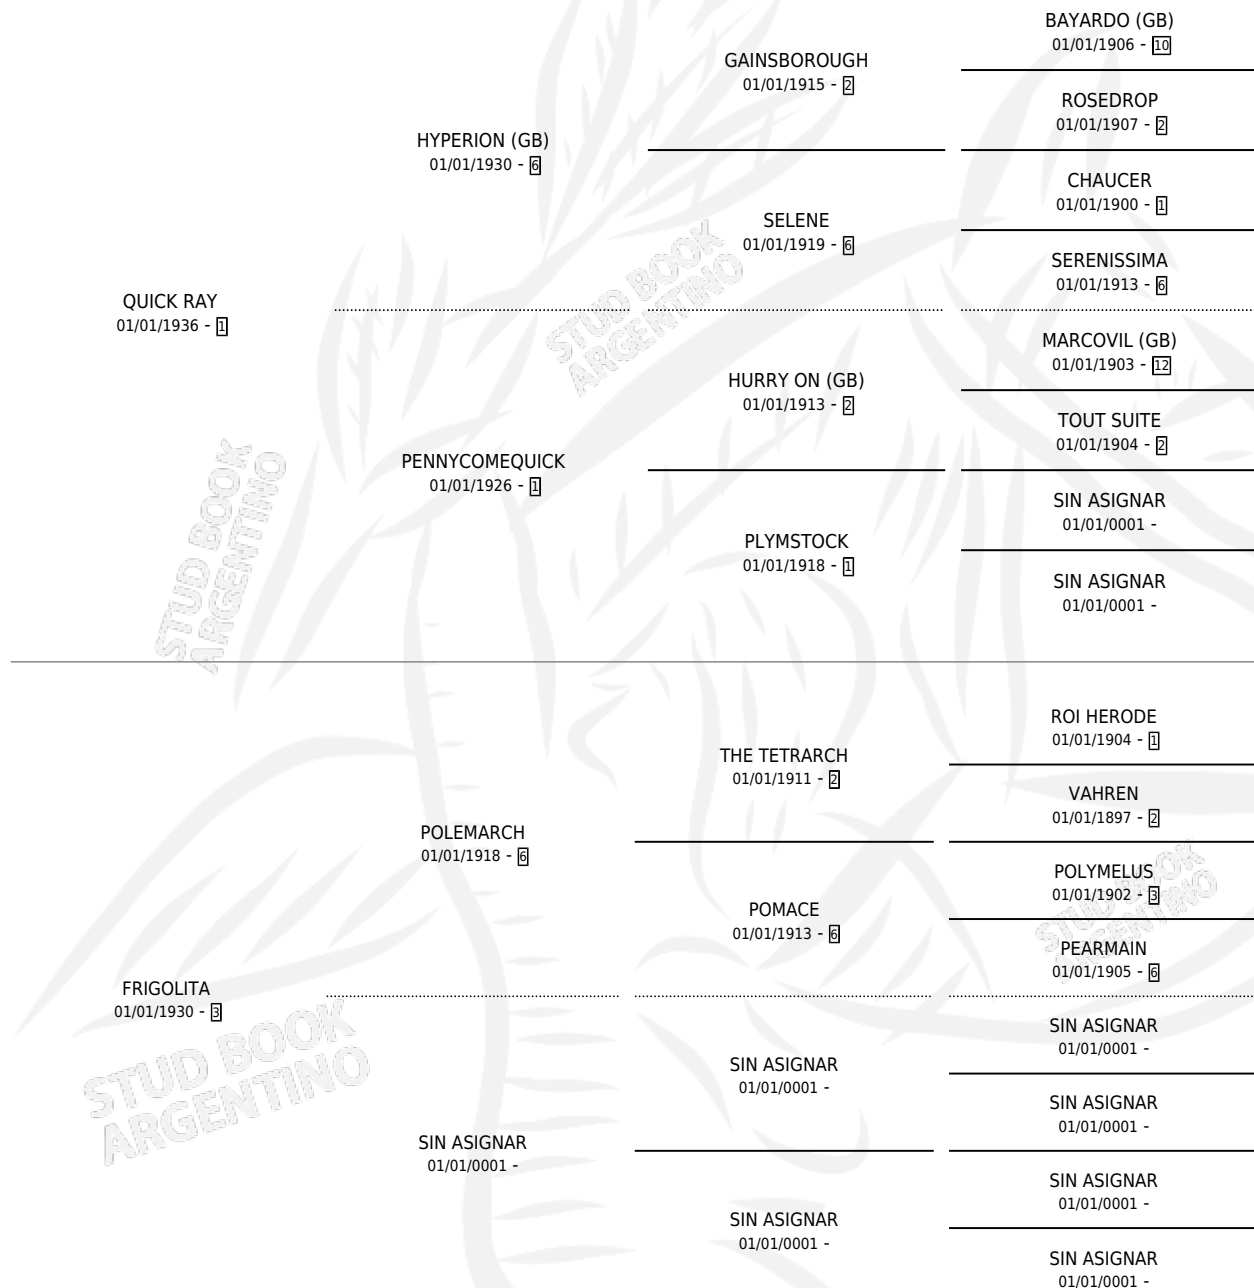 BAYARDO (GB)
01/01/1906 - 10
GAINSBOROUGH
01/01/1915 - 2
ROSEDROP
01/01/1907 - 2
HYPERION (GB)
01/01/1930 - 6
CHAUCER
01/01/1900 - 1
SELENE
01/01/1919 - 6
SERENISSIMA
01/01/1913 - 6
QUICK RAY
01/01/1936 - 1
MARCOVIL (GB)
01/01/1903 - 12
HURRY ON (GB)
01/01/1913 - 2
TOUT SUITE
01/01/1904 - 2
PENNYCOMEQUICK
01/01/1926 - 1
SIN ASIGNAR
01/01/0001 -
PLYMSTOCK
01/01/1918 - 1
SIN ASIGNAR
01/01/0001 -
ROI HERODE
01/01/1904 - 1
THE TETRARCH
01/01/1911 - 2
VAHREN
01/01/1897 - 2
POLEMARCH
01/01/1918 - 6
POLYMELUS
01/01/1902 - 3
POMACE
01/01/1913 - 6
PEARMAIN
01/01/1905 - 6
FRIGOLITA
01/01/1930 - 3
SIN ASIGNAR
01/01/0001 -
SIN ASIGNAR
01/01/0001 -
SIN ASIGNAR
01/01/0001 -
SIN ASIGNAR
01/01/0001 -
SIN ASIGNAR
01/01/0001 -
SIN ASIGNAR
01/01/0001 -
SIN ASIGNAR
01/01/0001 -
STUD BOOK
ARGENTINO
STUD BOOK
ARGENTINO
STUD BOOK
ARGENTINO
STUD BOOK
ARGENTINO